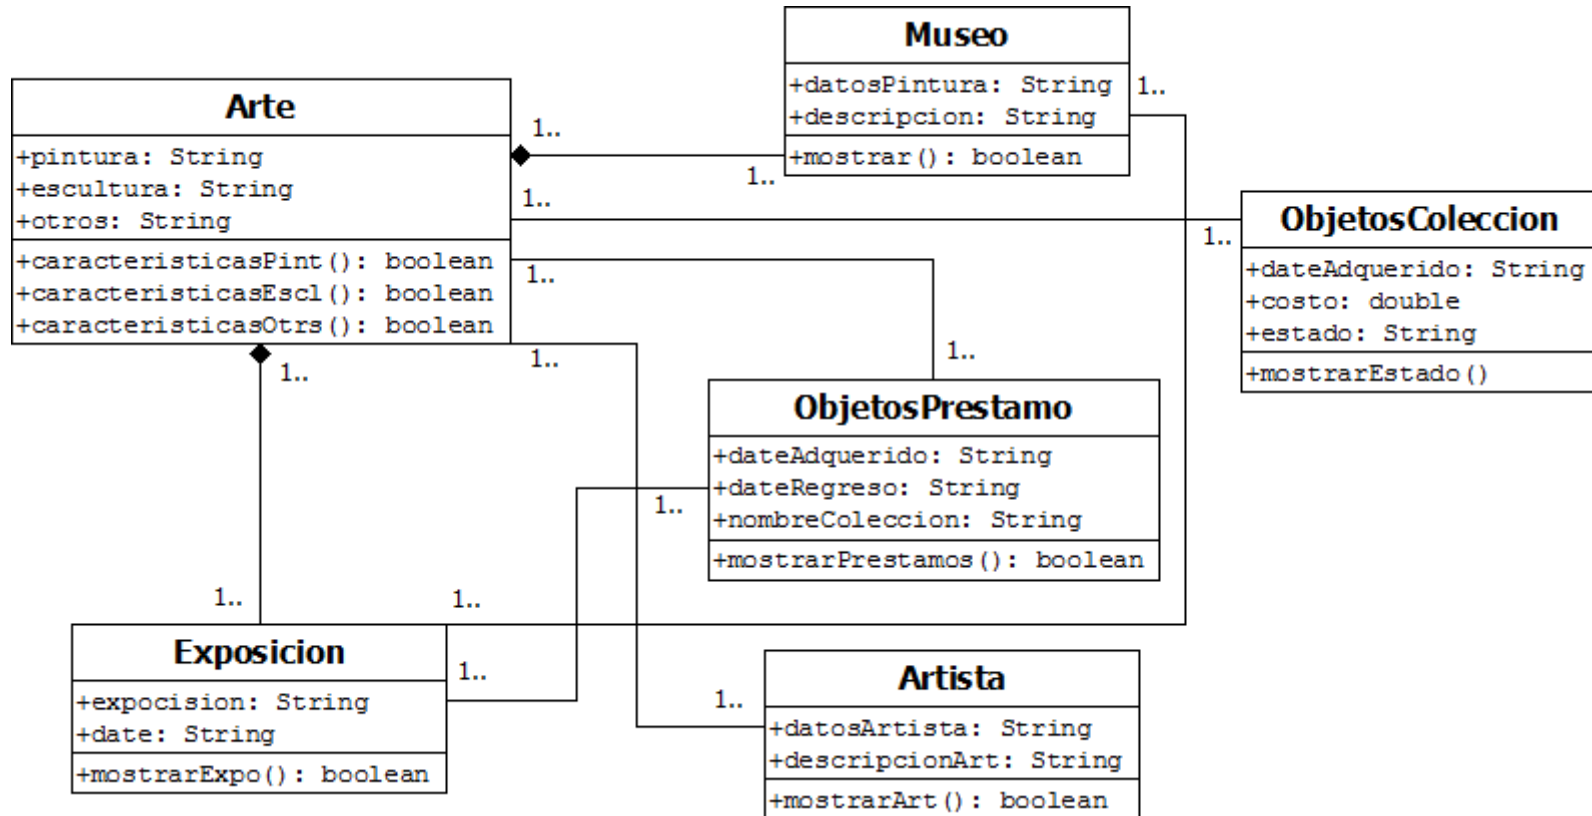 Museo
+datosPintura: String
+descripcion: String
+mostrar(): boolean
1..
1..
1..
Arte
+pintura: String
+escultura: String
+otros: String
+caracteristicasPint(): boolean
+caracteristicasEscl(): boolean
+caracteristicasOtrs(): boolean
1..
1..
1..
1..
1..
ObjetosColeccion
+dateAdquerido: String
+costo: double
+estado: String
+mostrarEstado()
1..
1..
ObjetosPrestamo
+dateAdquerido: String
+dateRegreso: String
+nombreColeccion: String
+mostrarPrestamos(): boolean
1..
1..
1..
Exposicion
+expocision: String
+date: String
+mostrarExpo(): boolean
1..
1..
Artista
+datosArtista: String
+descripcionArt: String
+mostrarArt(): boolean